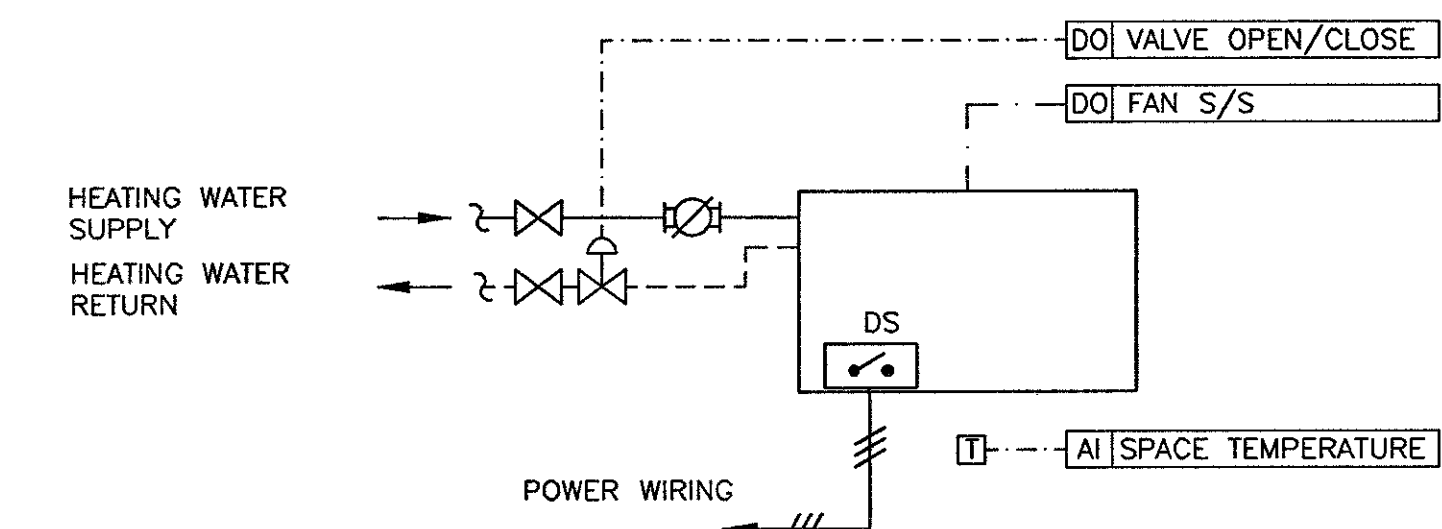 DO VALVE OPEN/CLOSE
DO FAN S/S
HEATING WATER
SUPPLY
HEATING WATER
RETURN
DS
T AI SPACE TEMPERATURE
POWER WIRING